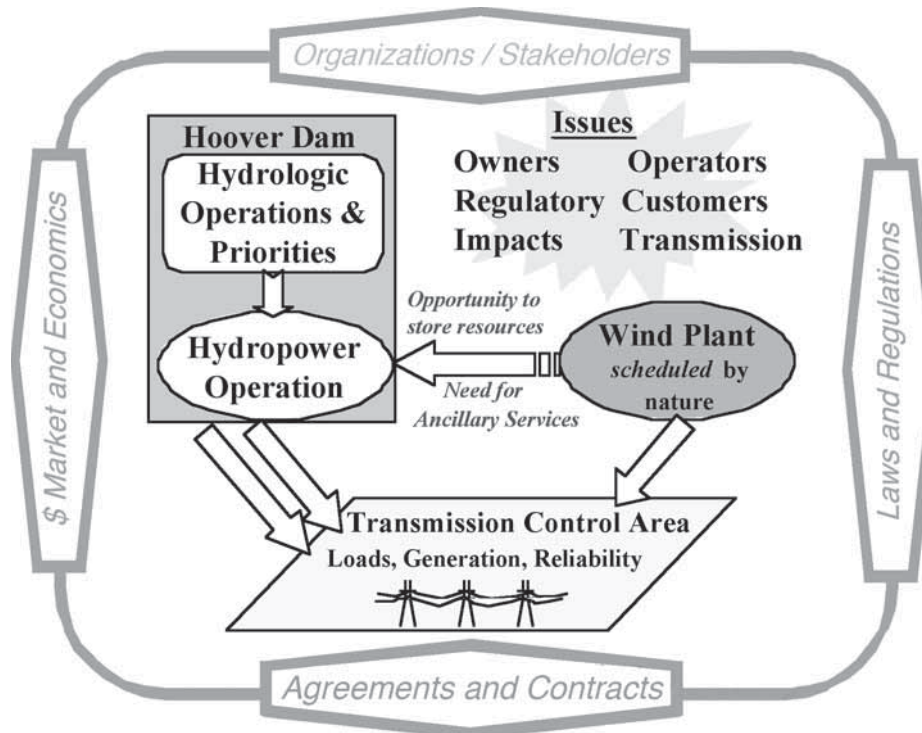 Organizations / Stakeholders
Hoover Dam
Hydrologic
Operations &
Priorities
Issues
Owners Operators
Regulatory Customers
Impacts Transmission
$ Market and Economics
Opportunity to
store resources
Hydropower
Operation
Need for
Ancillary Services
Wind Plant
scheduled by
nature
Laws and Regulations
Transmission Control Area
Loads, Generation, Reliability
Agreements and Contracts